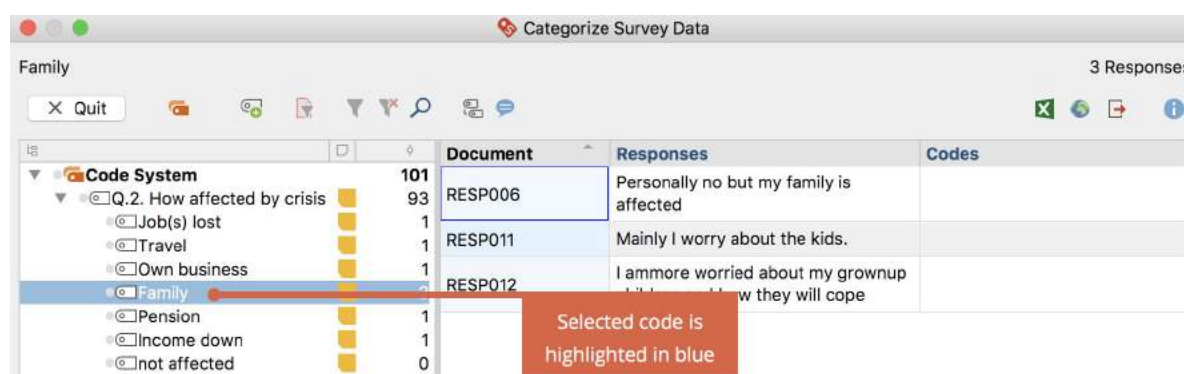 Categorize Survey Data
Family
3 Responses
X Quit
Document
Responses
Codes
Code System
101
Q.2. How affected by crisis
93
Job(s) lost
1
Travel
1
Own business
1
Family
Pension
1
Income down
1
not affected
0
RESP006
Personally no but my family is
affected
RESP011
Mainly I worry about the kids.
RESP012
I ammore worried about my grownup
they will cope
Selected code is
highlighted in blue